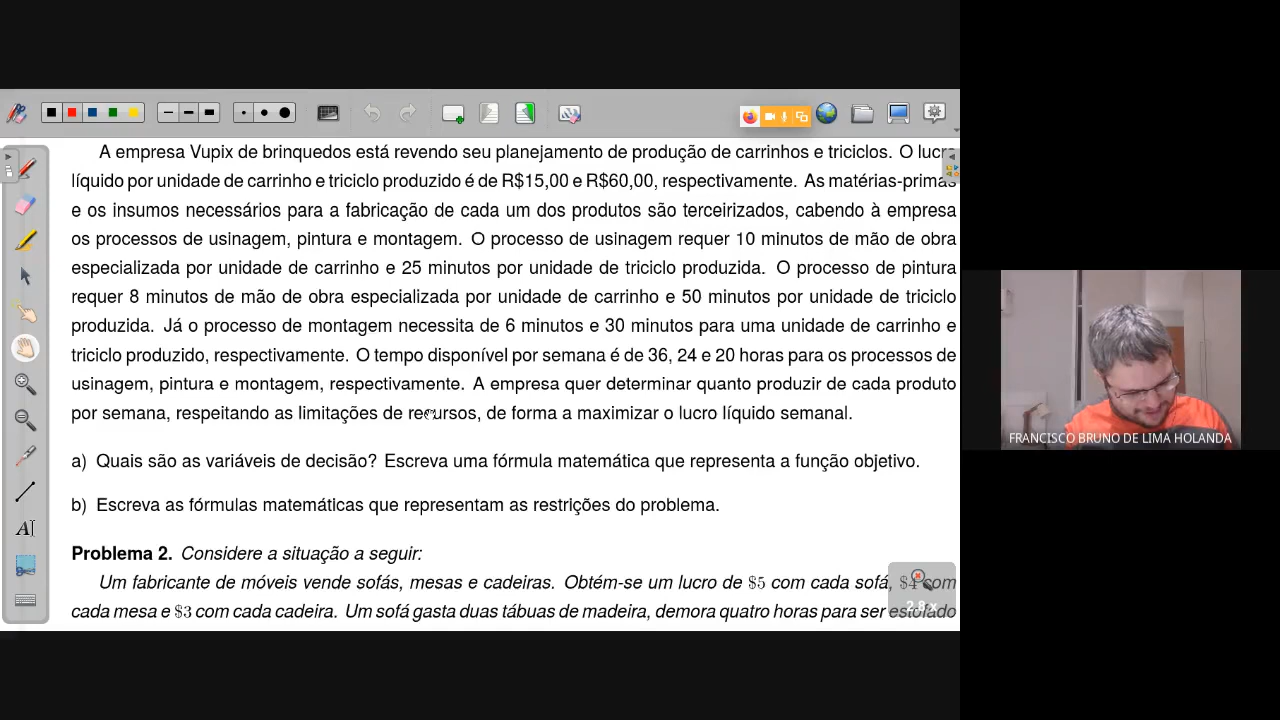 A empresa Vupix de brinquedos está revendo seu planejamento de produção de carrinhos e triciclos. O lucro
líquido por unidade de carrinho e triciclo produzido é de R$15,00 e R$60,00, respectivamente. As matérias-primas
e os insumos necessários para a fabricação de cada um dos produtos são terceirizados, cabendo à empresa
os processos de usinagem, pintura e montagem. O processo de usinagem requer 10 minutos de mão de obra
especializada por unidade de carrinho e 25 minutos por unidade de triciclo produzida. O processo de pintura
requer 8 minutos de mão de obra especializada por unidade de carrinho e 50 minutos por unidade de triciclo
produzida. Já o processo de montagem necessita de 6 minutos e 30 minutos para uma unidade de carrinho e
triciclo produzido, respectivamente. O tempo disponível por semana é de 36, 24 e 20 horas para os processos de
usinagem, pintura e montagem, respectivamente. A empresa quer determinar quanto produzir de cada produto
por semana, respeitando as limitações de recursos, de forma a maximizar o lucro líquido semanal.
a) Quais são as variáveis de decisão? Escreva uma fórmula matemática que representa a função objetivo.
FRANCISCO BRUNO DE LIMA HOLANDA
b) Escreva as fórmulas matemáticas que representam as restrições do problema.
Problema 2. Considere a situação a seguir:
Um fabricante de móveis vende sofás, mesas e cadeiras. Obtém-se um lucro de $5 com cada sofá, $4 com
cada mesa e $3 com cada cadeira. Um sofá gasta duas tábuas de madeira, demora quatro horas para ser estofado
2.8 x